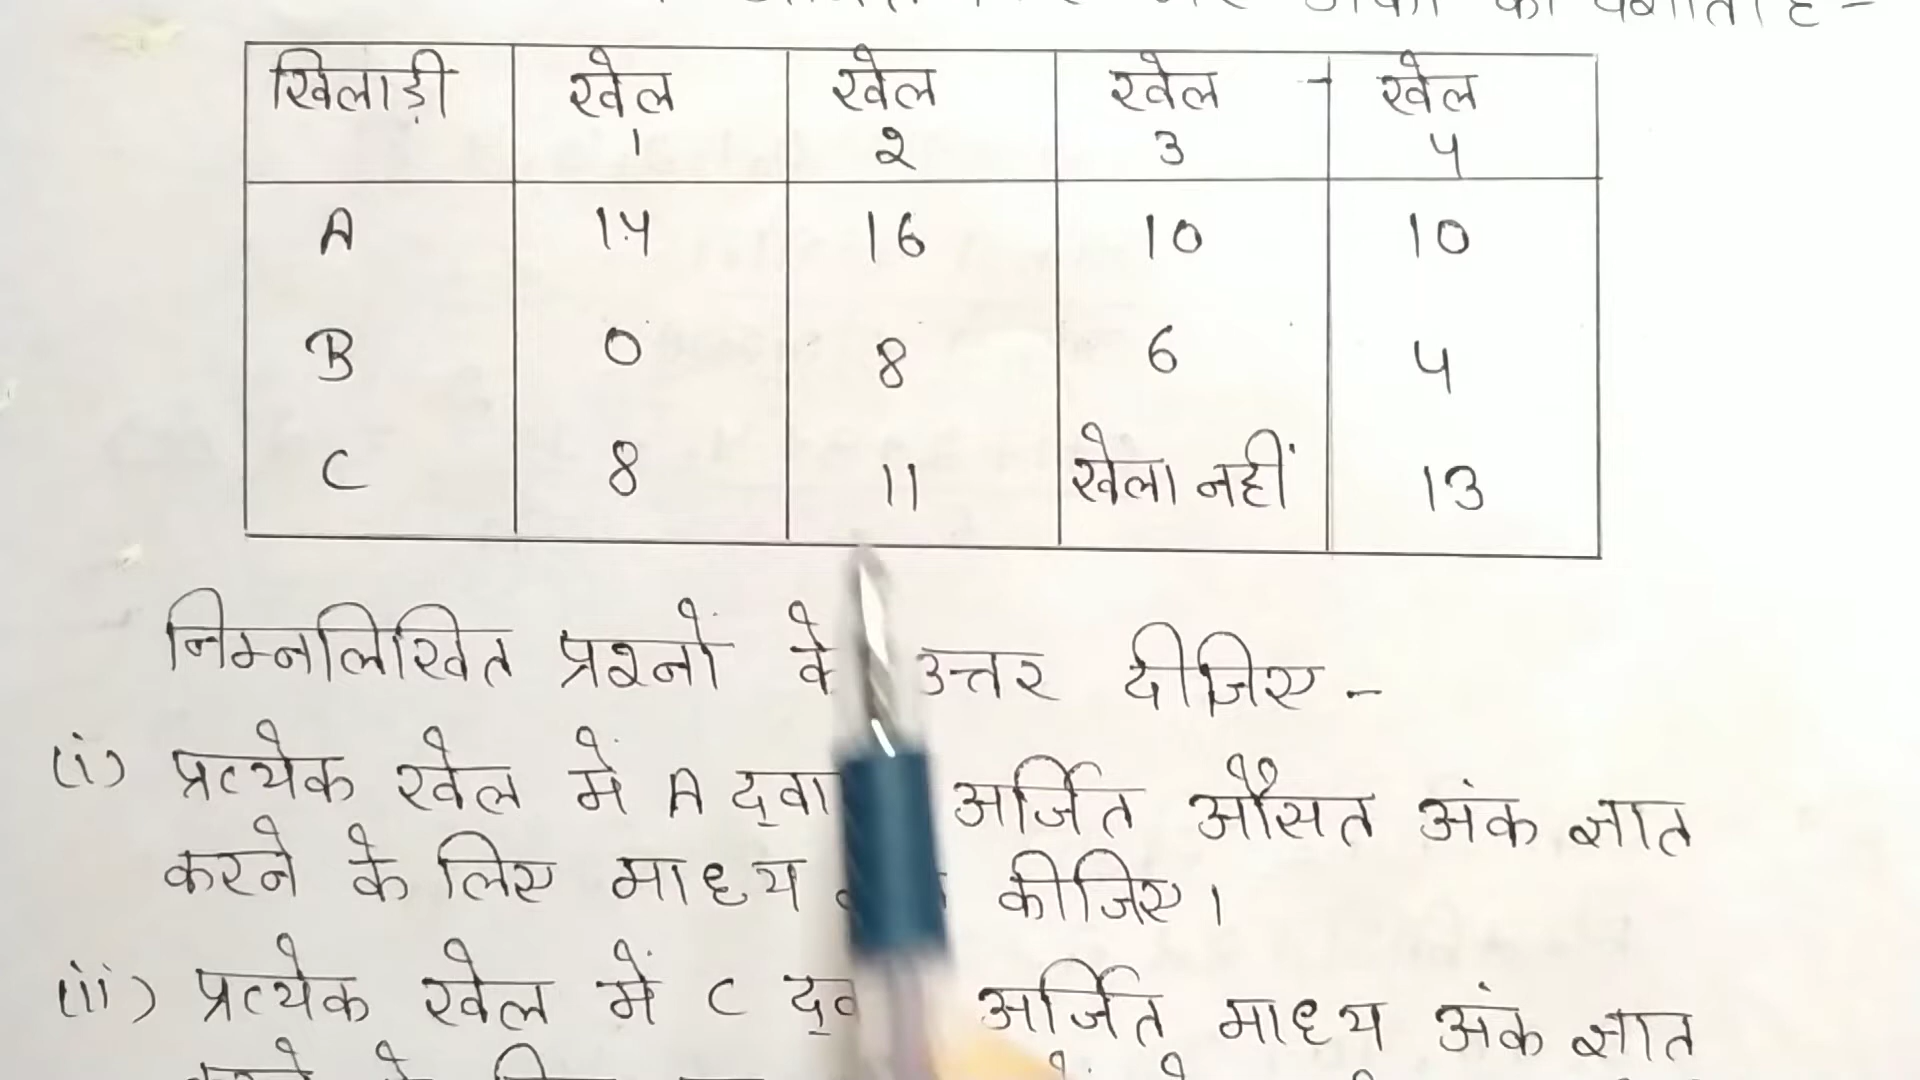 खिलाड़ी खेल 1 खेल 2 खेल 3 खेल 4
A 14 16 10 10
B 0 8 6 4
C 8 11 खेला नहीं 13
निम्नलिखित प्रश्नों के उत्तर दीजिए -
(i) प्रत्येक खेल में A अर्जित औसत अंक ज्ञात
करने के लिए माध्य कीजिए।
(ii) प्रत्येक खेल में C अर्जित माध्य अंक ज्ञात